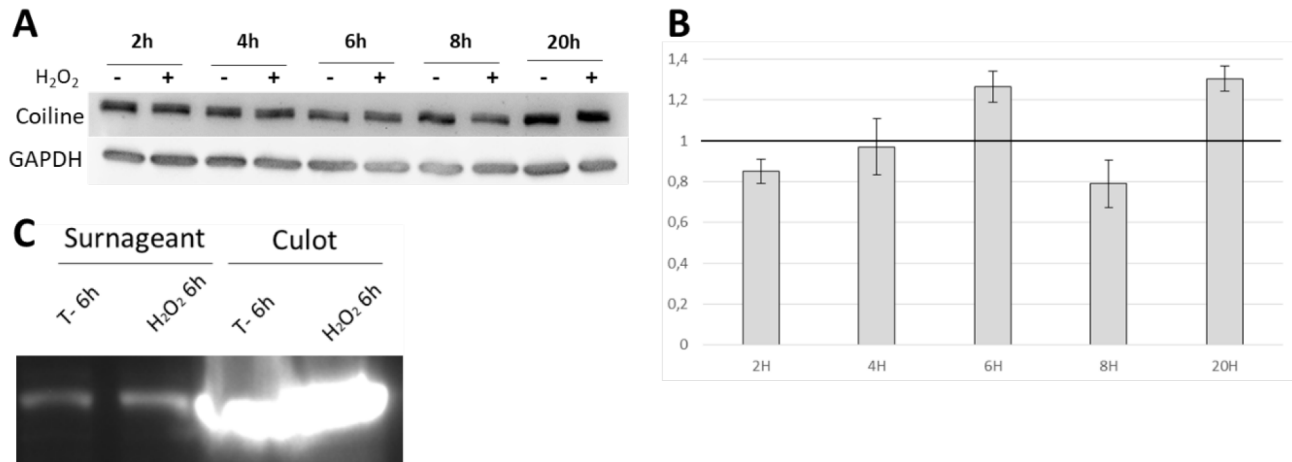 A
2h 4h 6h 8h 20h
H₂O₂ - + - + - + - + - +
Coiline
GAPDH
B
1,4
1,2
1
0,8
0,6
0,4
0,2
0
2H 4H 6H 8H 20H
C
Surnageant Culot
T- 6h H₂O₂ 6h T- 6h H₂O₂ 6h